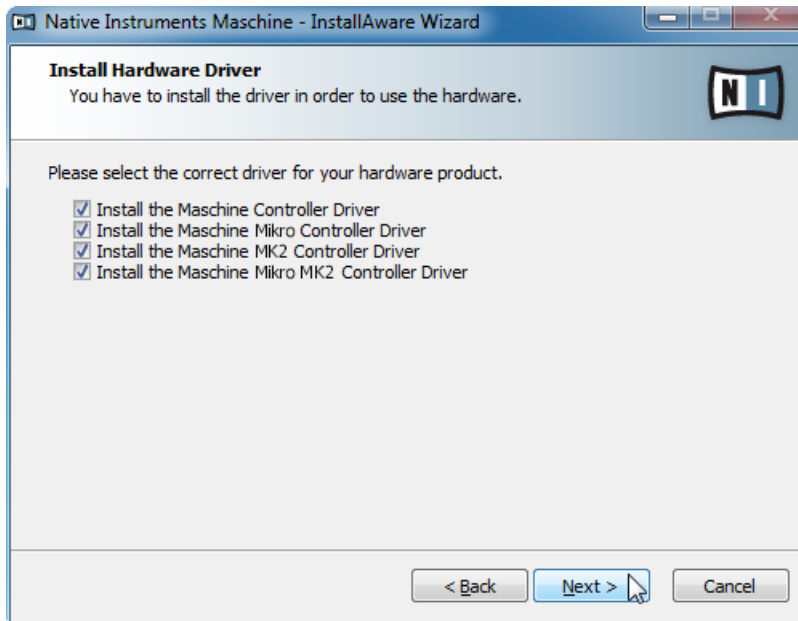 Native Instruments Maschine - InstallAware Wizard
Install Hardware Driver
You have to install the driver in order to use the hardware.
NI
Please select the correct driver for your hardware product.
Install the Maschine Controller Driver
Install the Maschine Mikro Controller Driver
Install the Maschine MK2 Controller Driver
Install the Maschine Mikro MK2 Controller Driver
< Back
Next >
Cancel